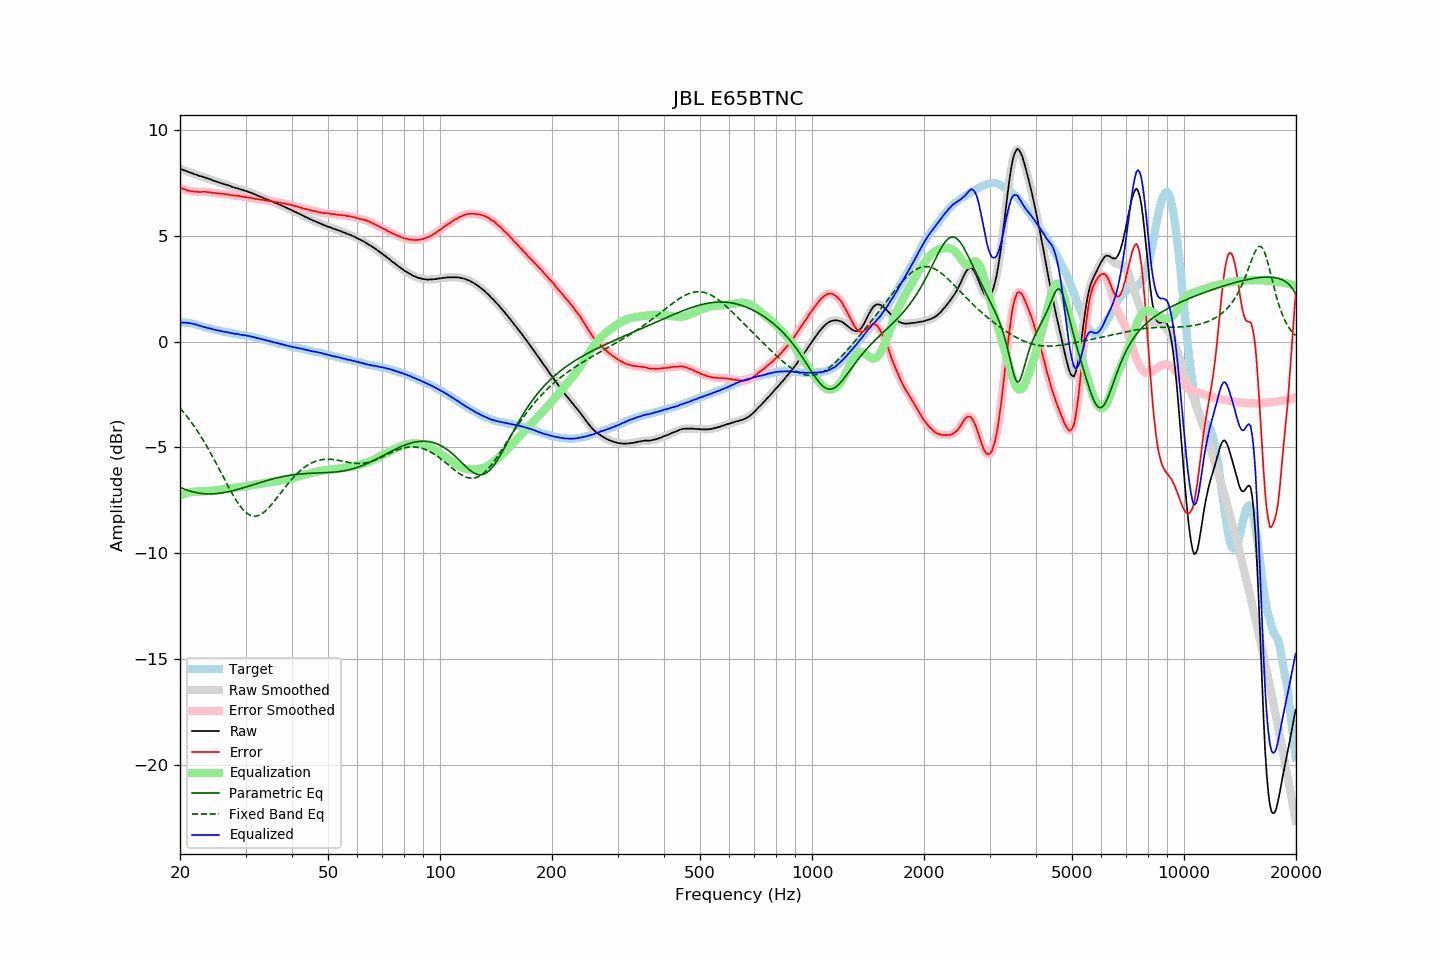 JBL E65BTNC
Amplitude (dBr)
10
5
0
−5
−10
−15
−20
Target
Raw Smoothed
Error Smoothed
Raw
Error
Equalization
Parametric Eq
Fixed Band Eq
Equalized
20 50 100 200 500 1000 2000 5000 10000 20000
Frequency (Hz)